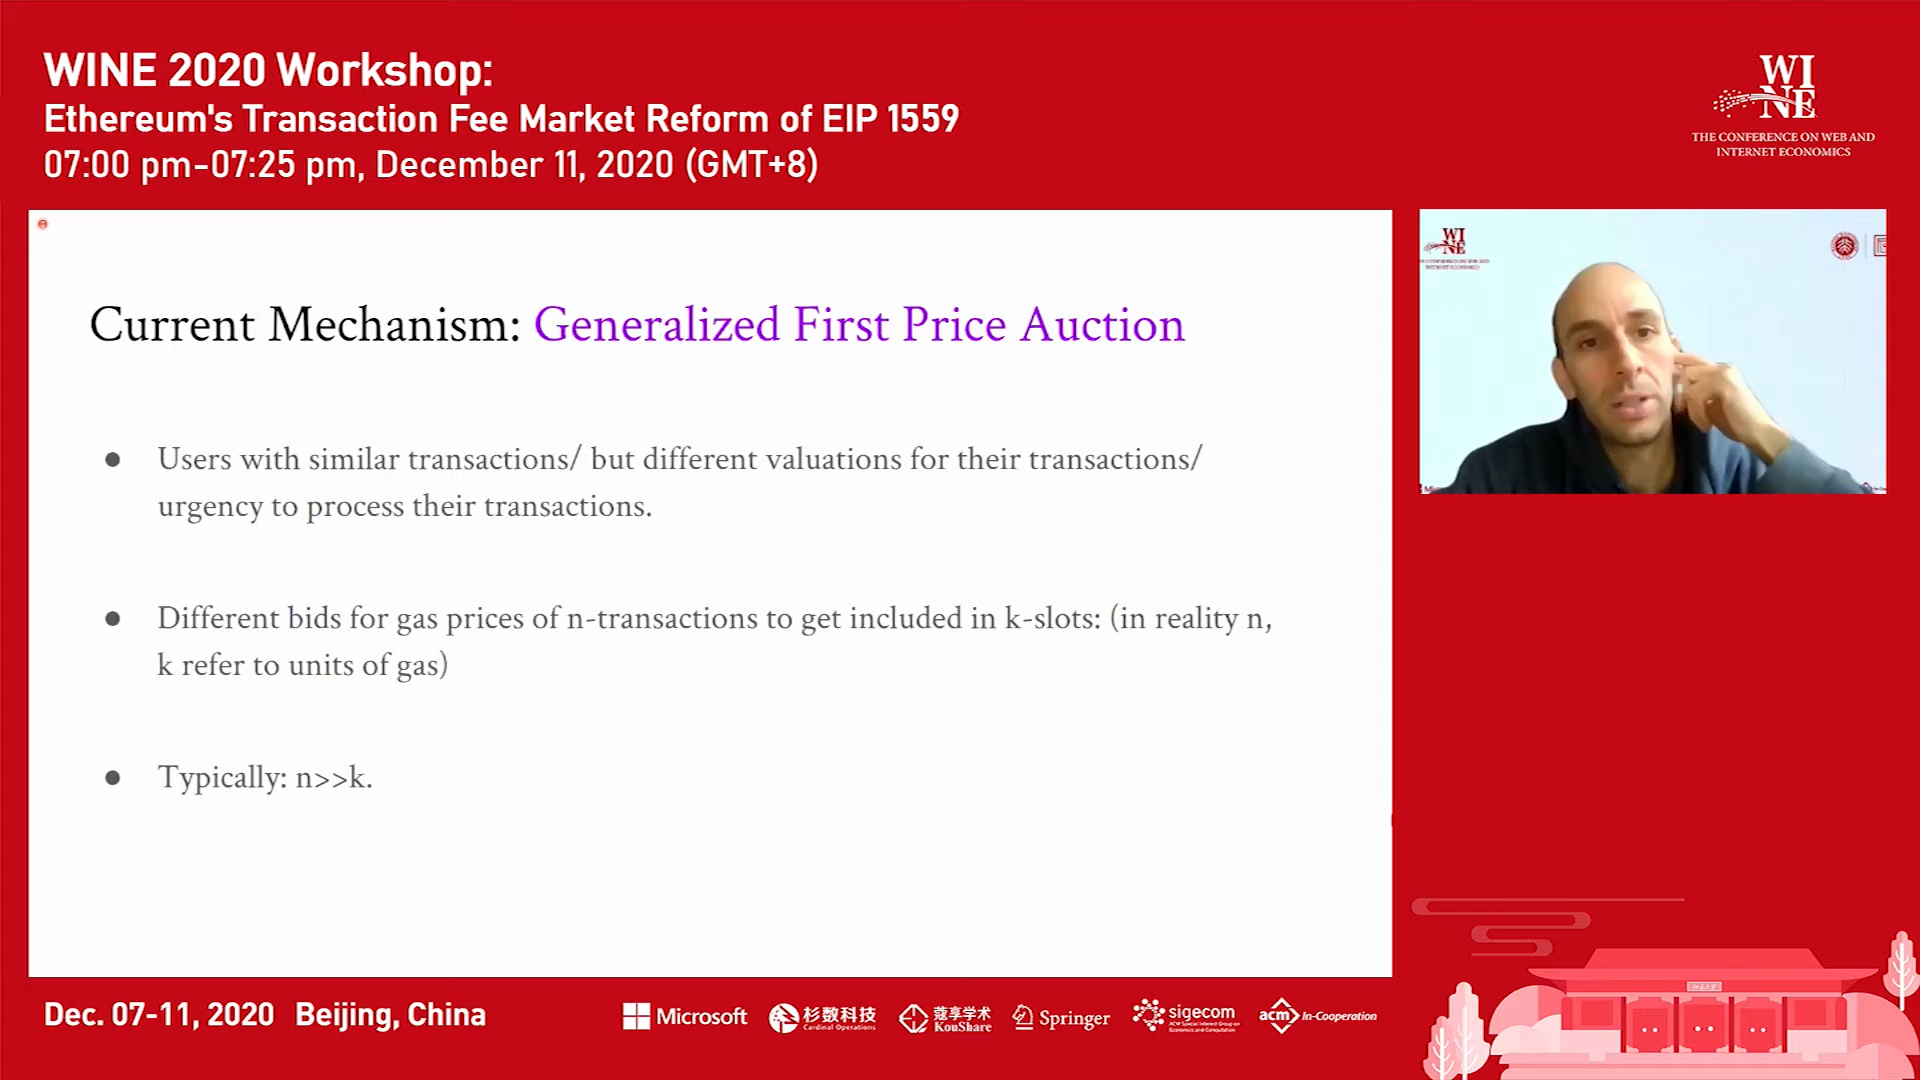 WINE 2020 Workshop:
Ethereum's Transaction Fee Market Reform of EIP 1559
07:00 pm-07:25 pm, December 11, 2020 (GMT+8)
WI
NE
THE CONFERENCE ON WEB AND
INTERNET ECONOMICS
Current Mechanism: Generalized First Price Auction
● Users with similar transactions/ but different valuations for their transactions/
urgency to process their transactions.
● Different bids for gas prices of n-transactions to get included in k-slots: (in reality n,
k refer to units of gas)
● Typically: n>>k.
WI
NE
Dec. 07-11, 2020 Beijing, China
Microsoft
杉数科技
Cardinal Operations
蔻享学术
KouShare
Springer
sigecom
ACM Special Interest Group on
Economics and Computation
acm In-Cooperation